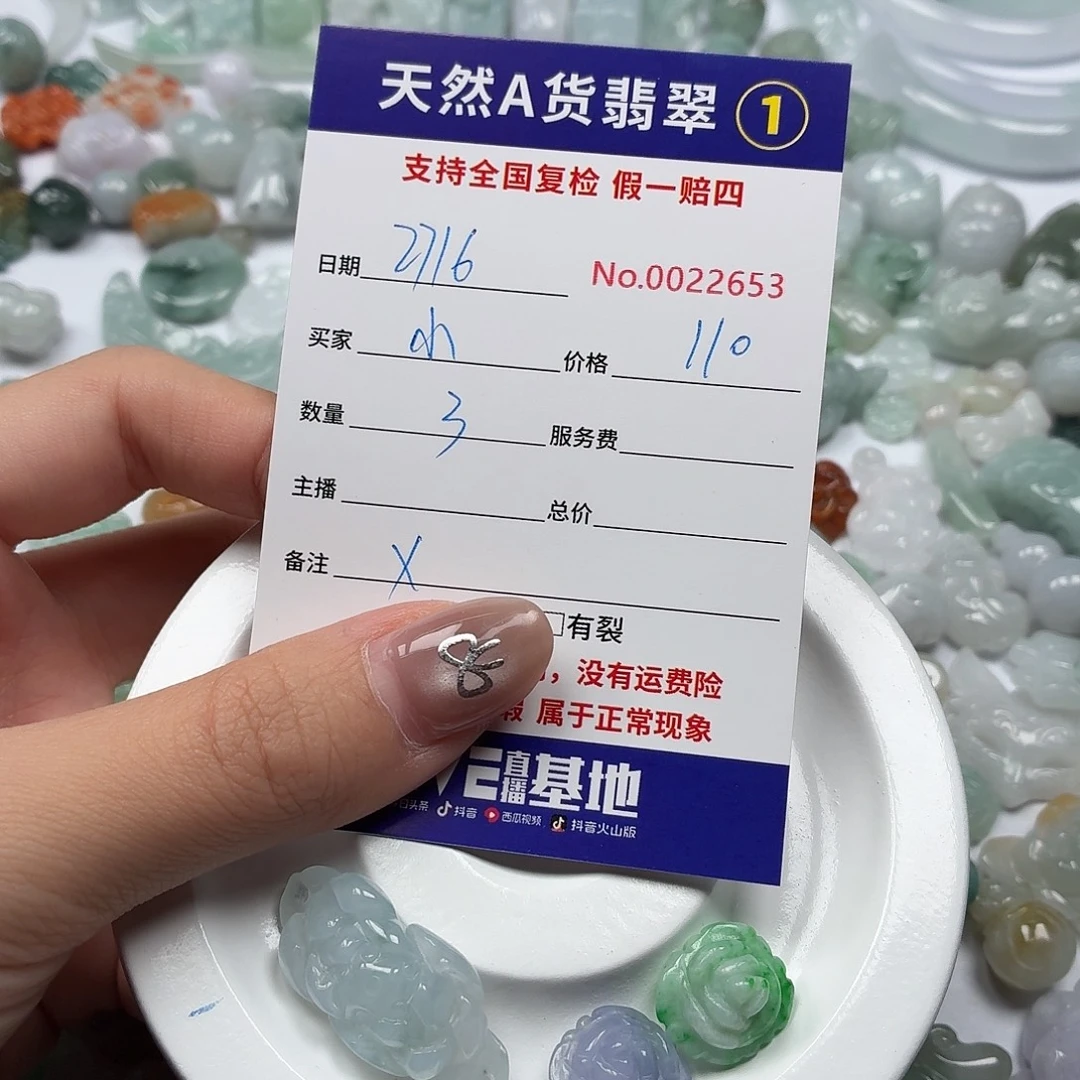 天然A货翡翠 1
支持全国复检 假一赔四
日期 2716 No.0022653
买家 价格 110
数量 3 服务费
主播 总价
备注 X
有裂
，没有运费险
属于正常现象
直播基地
抖音 西瓜视频 抖音火山版